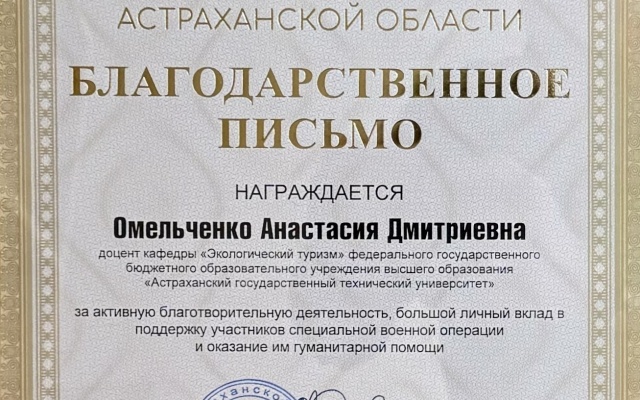 АСТРАХАНСКОЙ ОБЛАСТИ
БЛАГОДАРСТВЕННОЕ
ПИСЬМО
НАГРАЖДАЕТСЯ
Омельченко Анастасия Дмитриевна
доцент кафедры «Экологический туризм» федерального государственного
бюджетного образовательного учреждения высшего образования
«Астраханский государственный технический университет»
за активную благотворительную деятельность, большой личный вклад в
поддержку участников специальной военной операции
и оказание им гуманитарной помощи